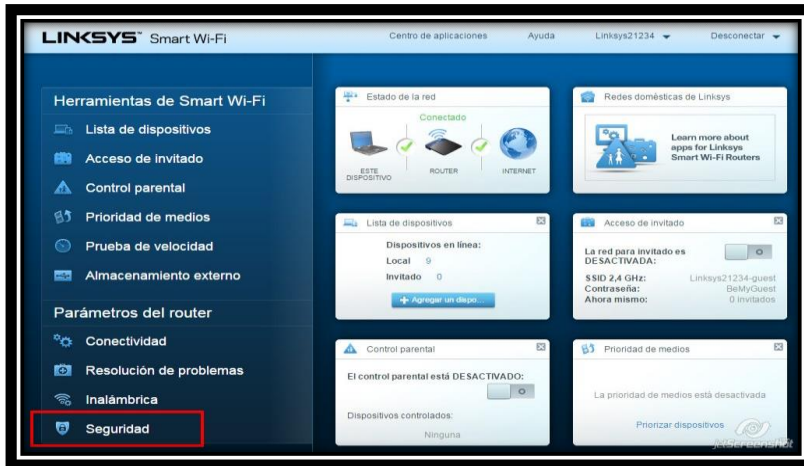 LINKSYS™ Smart Wi-Fi
Centro de aplicaciones
Ayuda
Linksys21234
Desconectar
Herramientas de Smart Wi-Fi
Lista de dispositivos
Acceso de invitado
Control parental
Prioridad de medios
Prueba de velocidad
Almacenamiento externo
Parámetros del router
Conectividad
Resolución de problemas
Inalámbrica
Seguridad
Estado de la red
Conectado
ESTE
DISPOSITIVO
ROUTER
INTERNET
Redes domésticas de Linksys
Learn more about
apps for Linksys
Smart Wi-Fi Routers
Lista de dispositivos
Dispositivos en línea:
Local 9
Invitado 0
Agregar un dispo...
Acceso de invitado
La red para invitado es
DESACTIVADA:
SSID 2,4 GHz: Linksys21234-guest
Contraseña: BeMyGuest
Ahora mismo: 0 invitados
Control parental
El control parental está DESACTIVADO:
Dispositivos controlados:
Ninguna
Prioridad de medios
La prioridad de medios está desactivada
Priorizar dispositivos
jetScreenshot